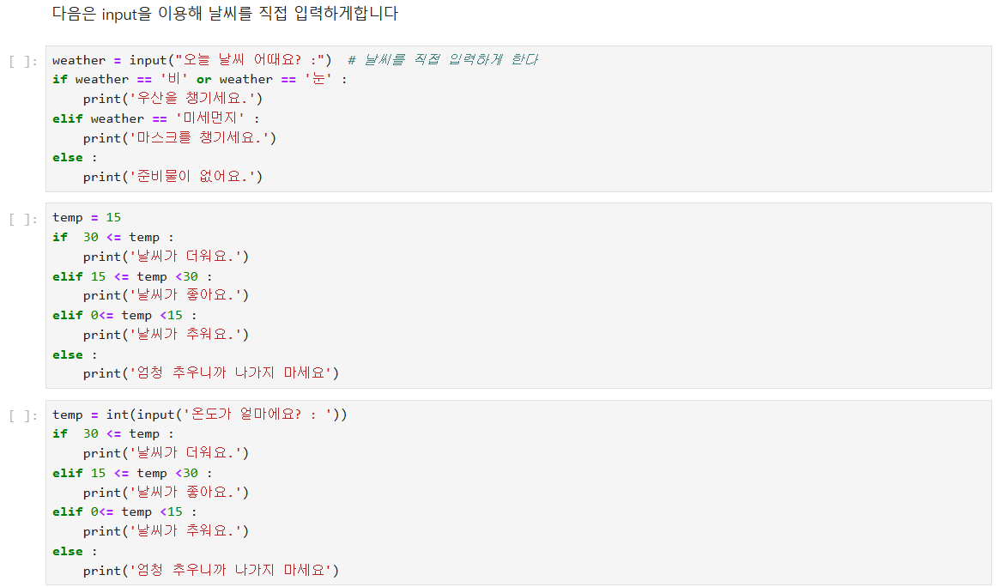 다음은 input을 이용해 날씨를 직접 입력하게합니다
[ ]: weather = input("오늘 날씨 어때요? :")  # 날씨를 직접 입력하게 한다
if weather == '비' or weather == '눈' :
    print('우산을 챙기세요.')
elif weather == '미세먼지' :
    print('마스크를 챙기세요.')
else :
    print('준비물이 없어요.')
[ ]: temp = 15
if  30 <= temp :
    print('날씨가 더워요.')
elif 15 <= temp <30 :
    print('날씨가 좋아요.')
elif 0<= temp <15 :
    print('날씨가 추워요.')
else :
    print('엄청 추우니까 나가지 마세요')
[ ]: temp = int(input('온도가 얼마에요? : '))
if  30 <= temp :
    print('날씨가 더워요.')
elif 15 <= temp <30 :
    print('날씨가 좋아요.')
elif 0<= temp <15 :
    print('날씨가 추워요.')
else :
    print('엄청 추우니까 나가지 마세요')